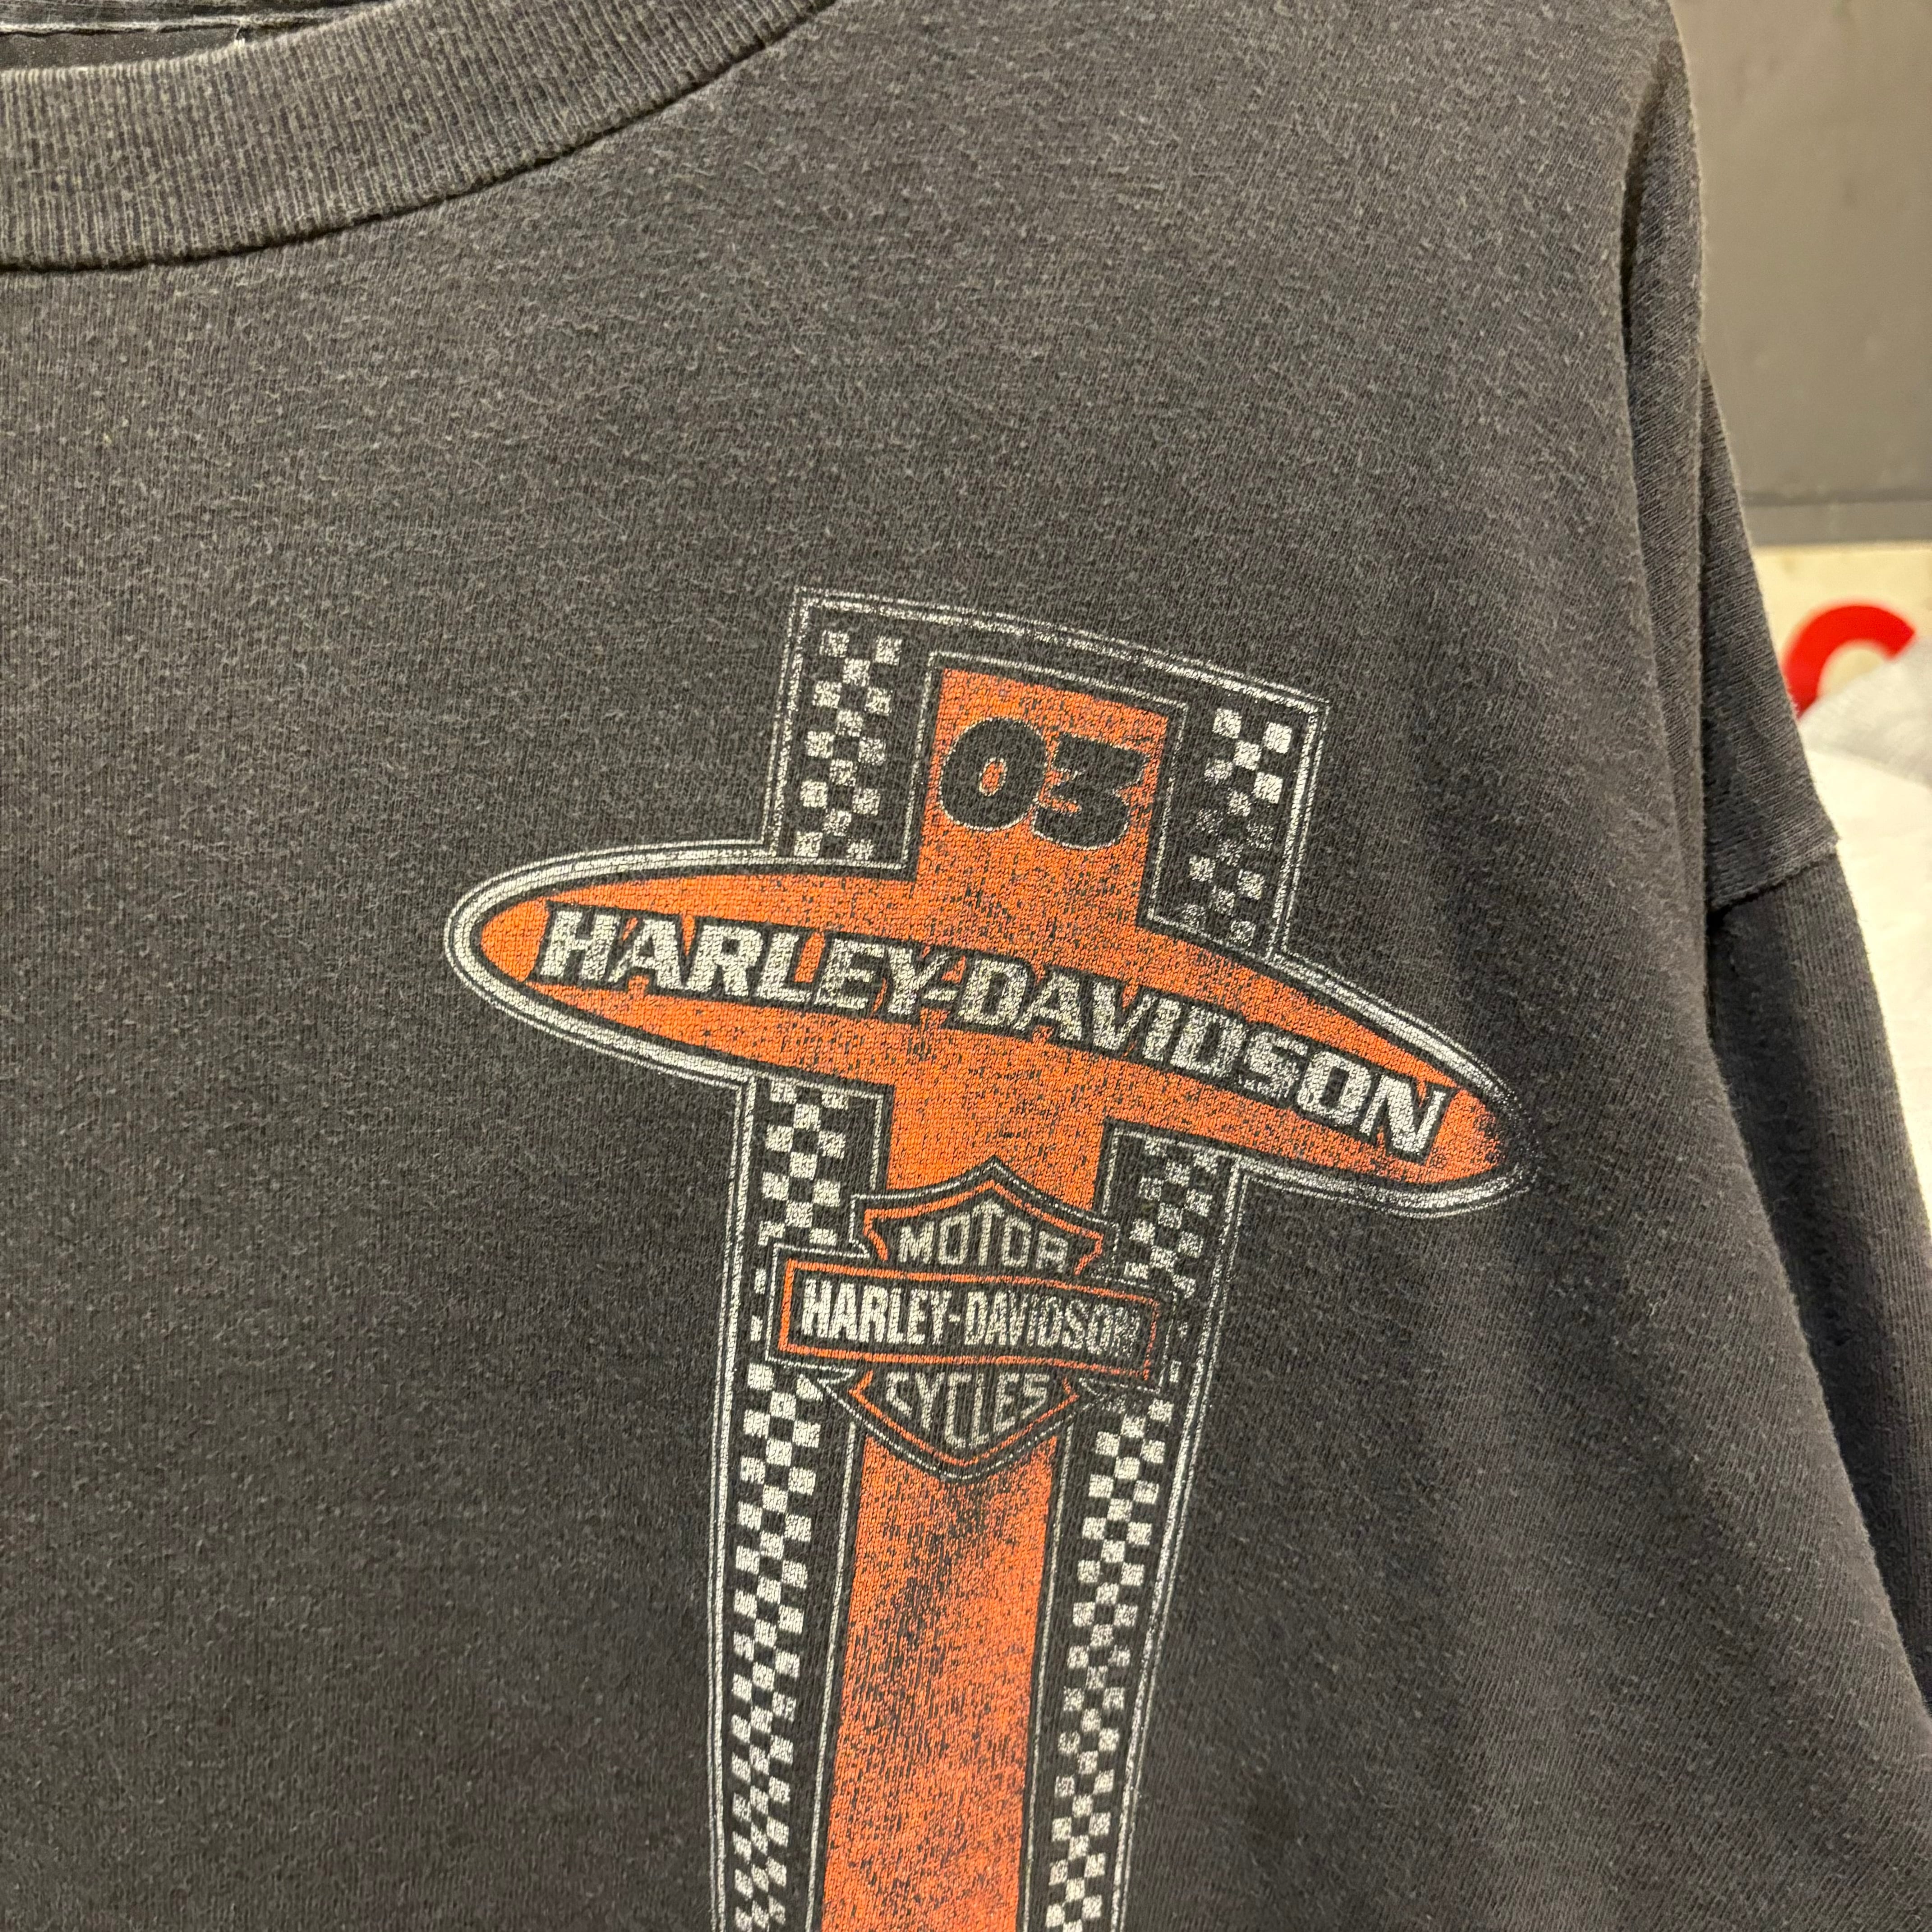 03
HARLEY-DAVIDSON
MOTOR
HARLEY-DAVIDSON
CYCLES